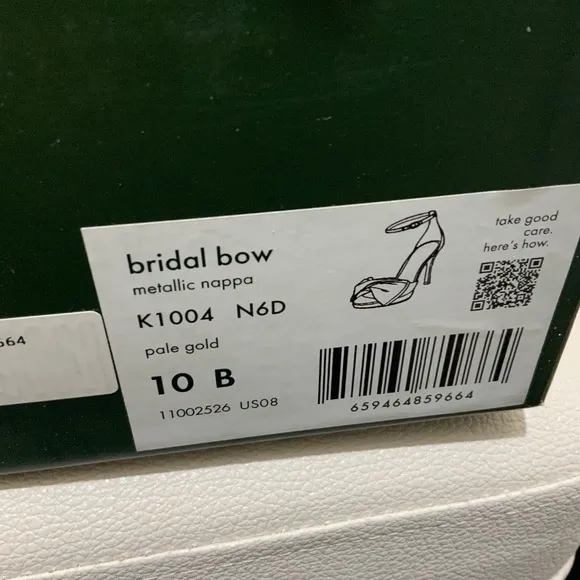 bridal bow
metallic nappa
K1004 N6D
pale gold
10 B
11002526 US08
take good
care.
here's how.
659464859664
664